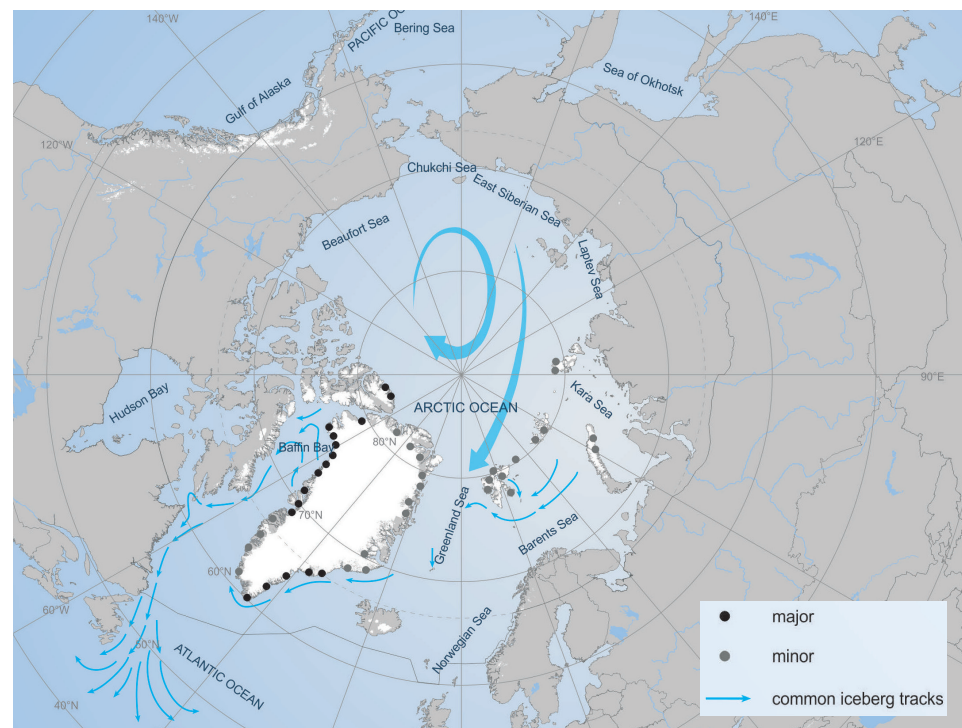 140°W
PACIFIC OC
Bering Sea
140°E
Sea of Okhotsk
Gulf of Alaska
120°W
120°E
Chukchi Sea
East Siberian Sea
Beaufort Sea
Laptev Sea
Hudson Bay
90°E
Kara Sea
ARCTIC OCEAN
80°N
Baffin Bay
70°N
Greenland Sea
Barents Sea
60°N
60°W
Norwegian Sea
50°N
ATLANTIC OCEAN
40°N
major
minor
common iceberg tracks